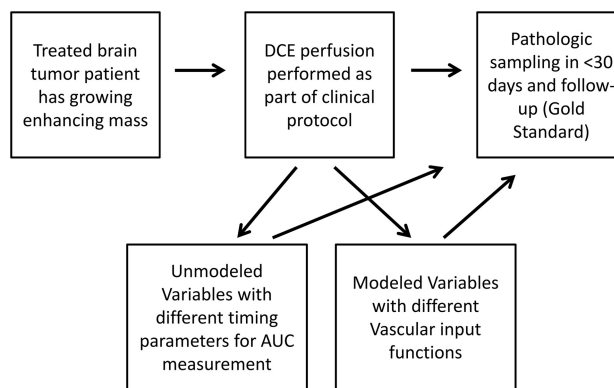 Treated brain
tumor patient
has growing
enhancing mass
DCE perfusion
performed as
part of clinical
protocol
Pathologic
sampling in <30
days and follow-
up (Gold
Standard)
Unmodeled
Variables with
different timing
parameters for AUC
measurement
Modeled Variables
with different
Vascular input
functions